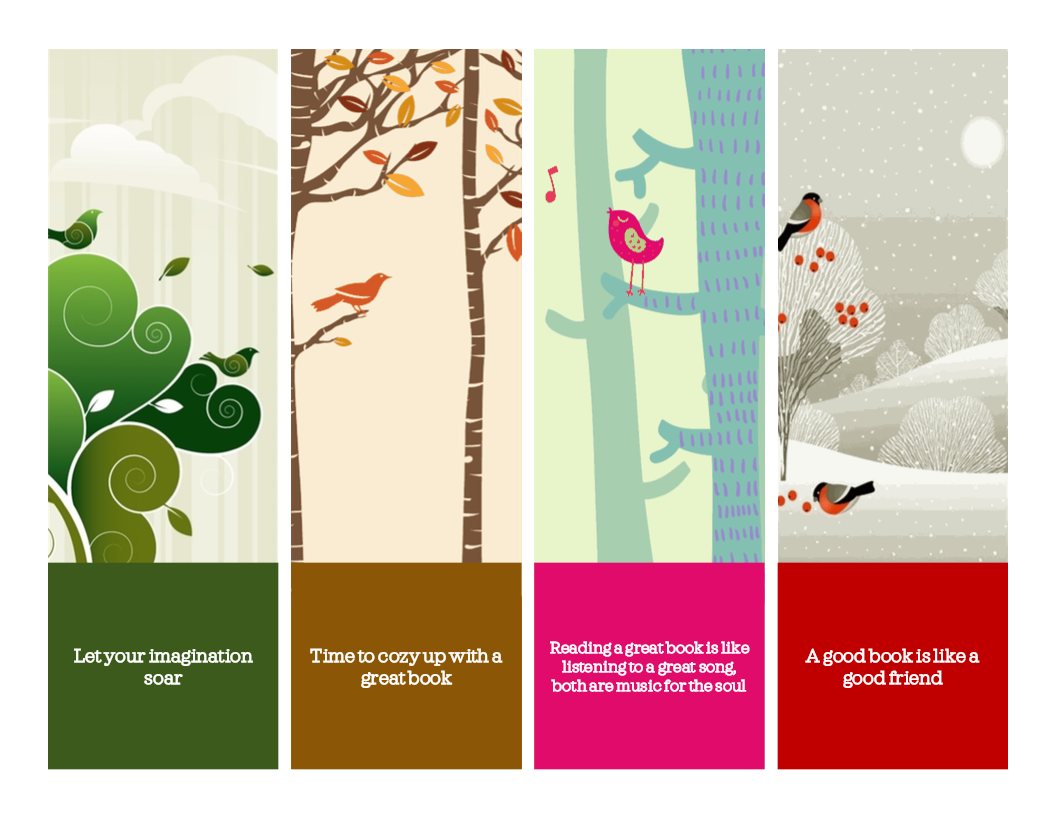 Let your imagination
soar
Time to cozy up with a
great book
Reading a great book is like
listening to a great song,
both are music for the soul
A good book is like a
good friend